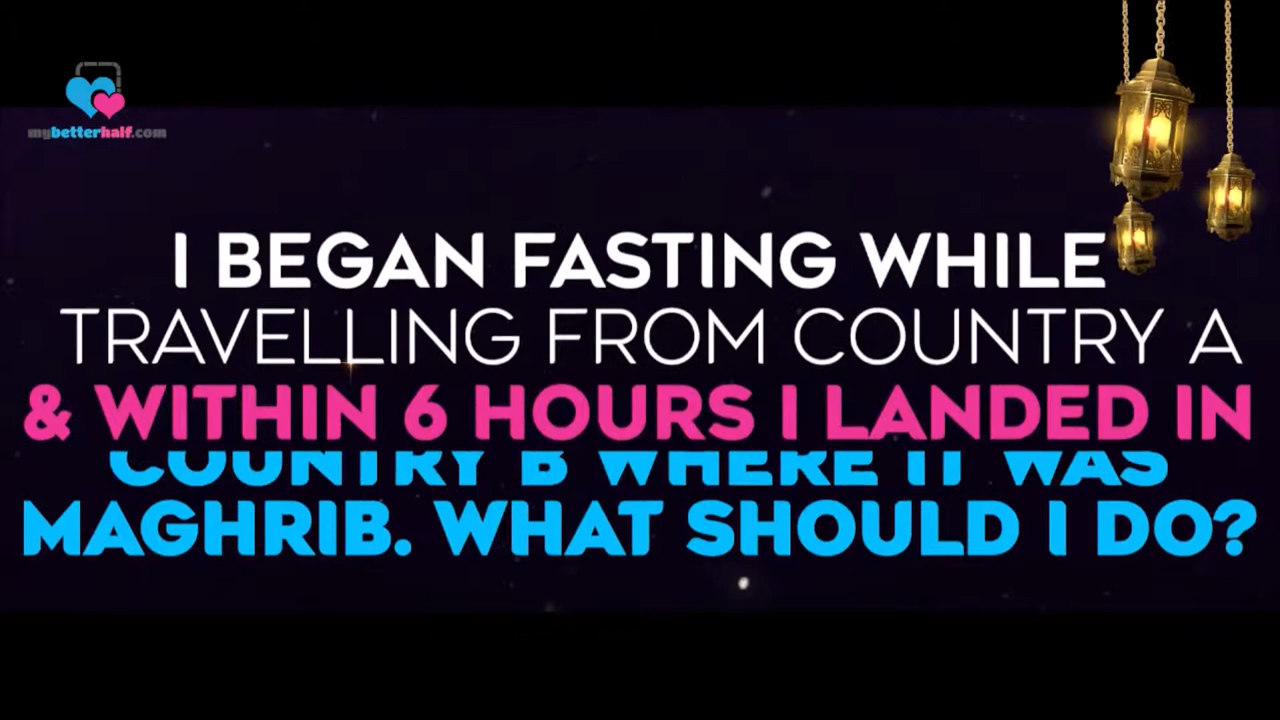 mybetterhalf.com
I BEGAN FASTING WHILE
TRAVELLING FROM COUNTRY A
& WITHIN 6 HOURS I LANDED IN
COUNTRY B WHERE IT WAS
MAGHRIB. WHAT SHOULD I DO?